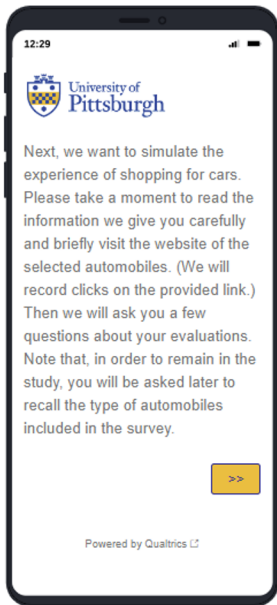 12:29
University of
Pittsburgh
Next, we want to simulate the
experience of shopping for cars.
Please take a moment to read the
information we give you carefully
and briefly visit the website of the
selected automobiles. (We will
record clicks on the provided link.)
Then we will ask you a few
questions about your evaluations.
Note that, in order to remain in the
study, you will be asked later to
recall the type of automobiles
included in the survey.
>>
Powered by Qualtrics